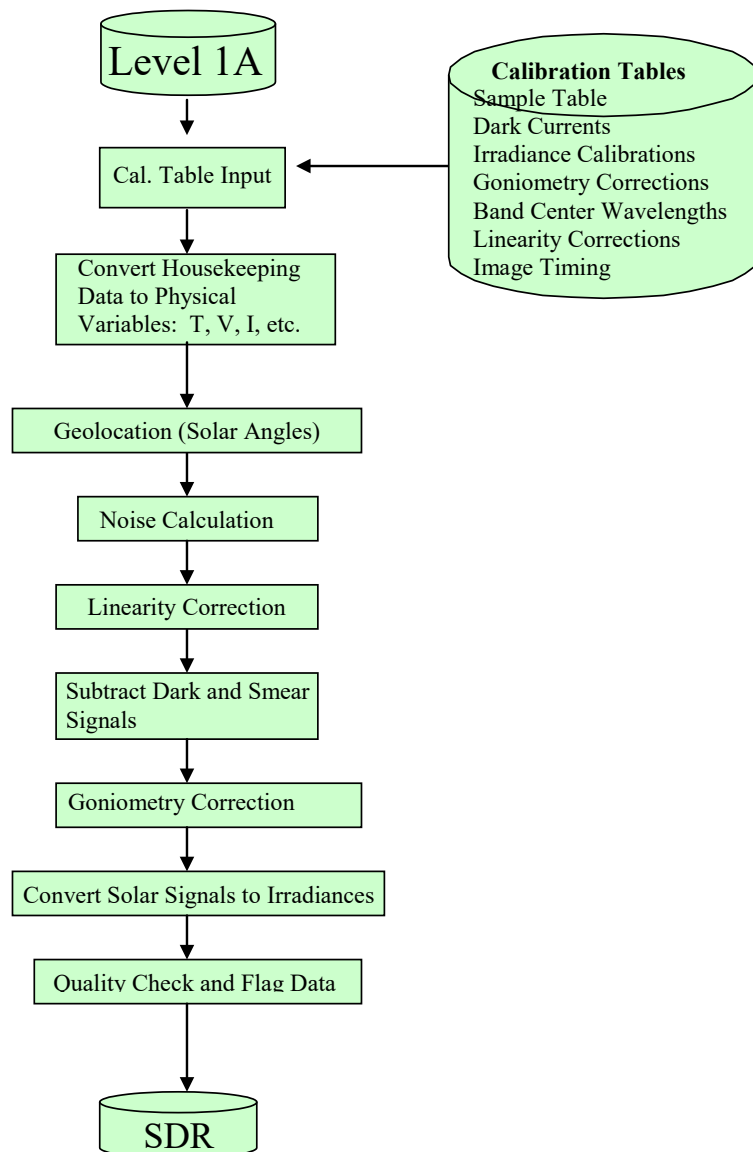 Level 1A
Calibration Tables
Sample Table
Dark Currents
Irradiance Calibrations
Goniometry Corrections
Band Center Wavelengths
Linearity Corrections
Image Timing
Cal. Table Input
Convert Housekeeping
Data to Physical
Variables: T, V, I, etc.
Geolocation (Solar Angles)
Noise Calculation
Linearity Correction
Subtract Dark and Smear
Signals
Goniometry Correction
Convert Solar Signals to Irradiances
Quality Check and Flag Data
SDR